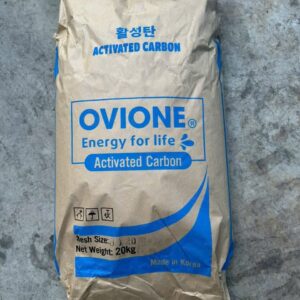 활성탄
ACTIVATED CARBON
OVIONE®
Energy for life
Activated Carbon
Mesh Size:
Net Weight: 20kg
Made in Korea